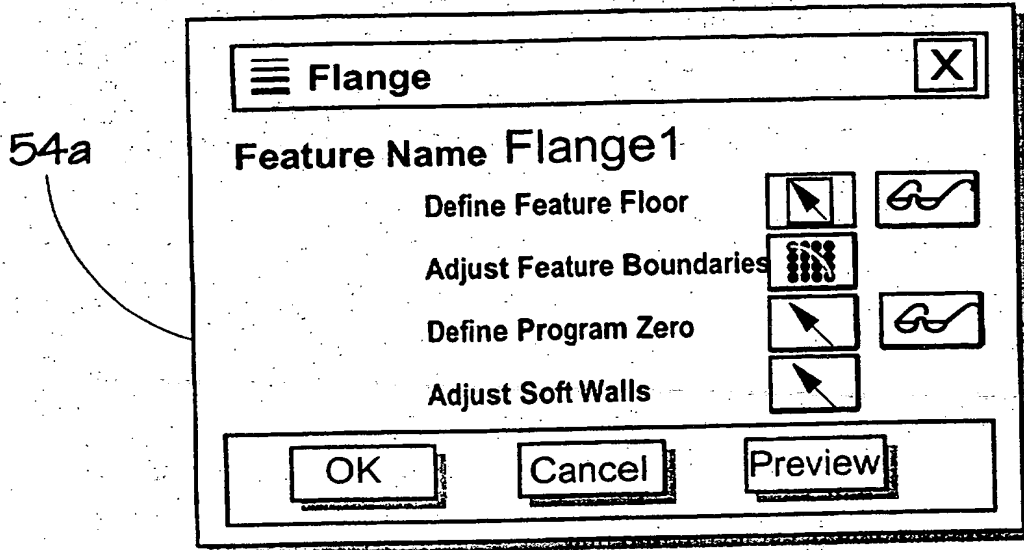 Flange X
54a
Feature Name Flange1
Define Feature Floor
Adjust Feature Boundaries
Define Program Zero
Adjust Soft Walls
OK Cancel Preview